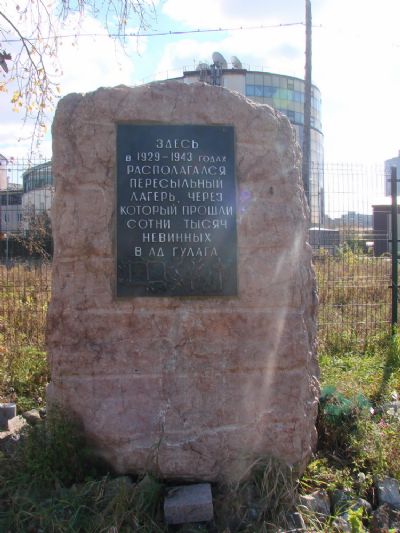 ЗДЕСЬ
В 1929-1943 ГОДАХ
РАСПОЛАГАЛСЯ
ПЕРЕСЫЛЬНЫЙ
ЛАГЕРЬ, ЧЕРЕЗ
КОТОРЫЙ ПРОШЛИ
СОТНИ ТЫСЯЧ
НЕВИННЫХ
В АД ГУЛАГА